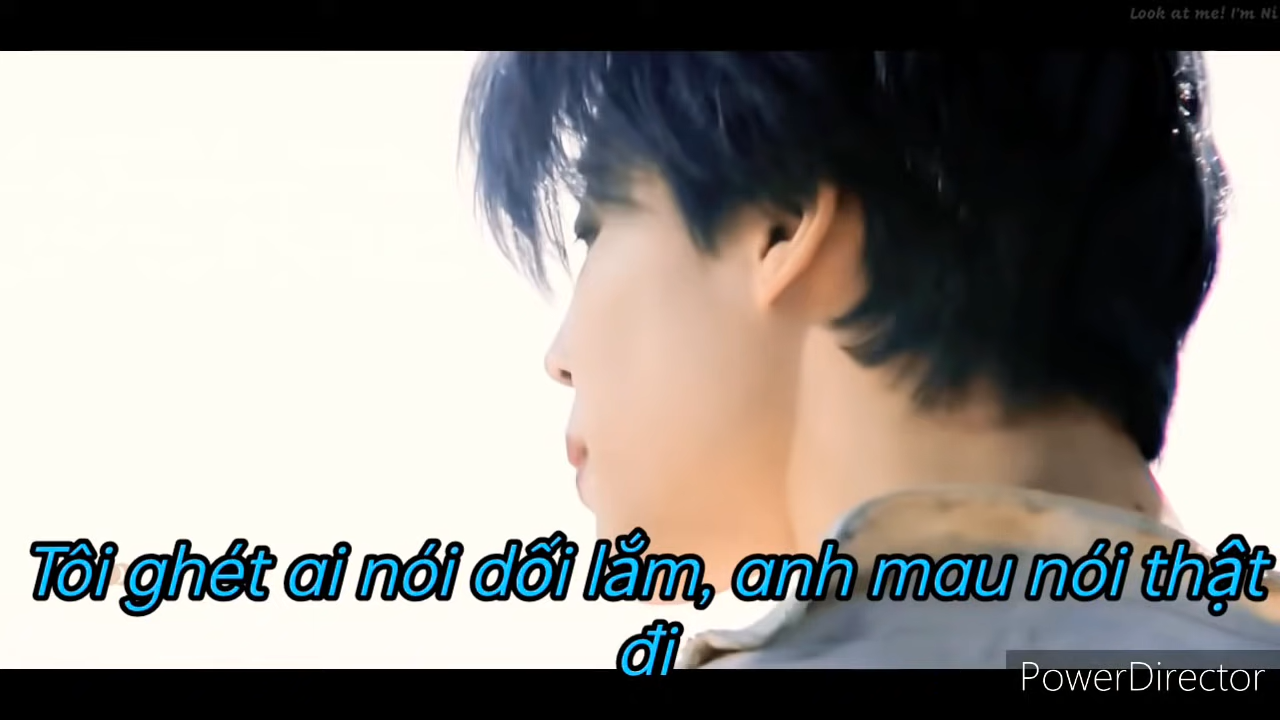 Look at me! I'm Ni
Tôi ghét ai nói dối lắm, anh mau nói thật
đi
PowerDirector